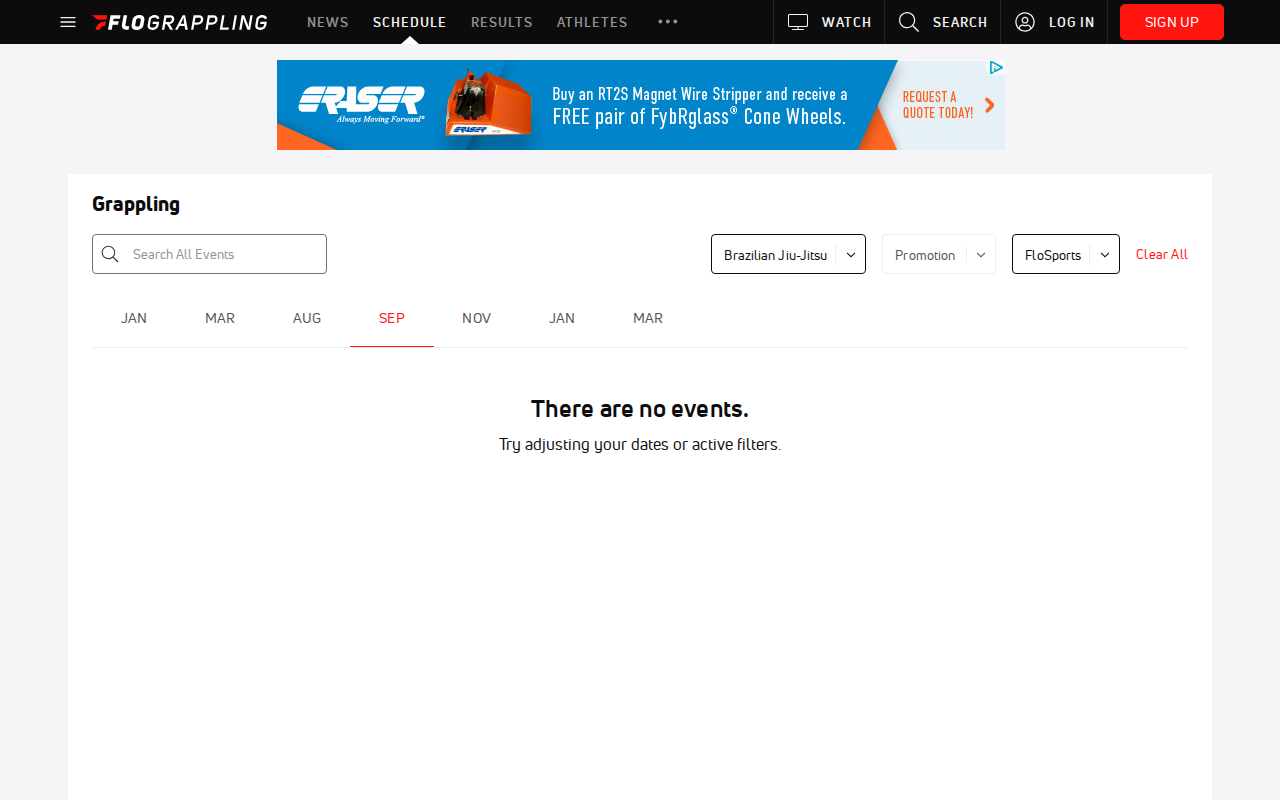 FLOGRAPPLING
NEWS
SCHEDULE
RESULTS
ATHLETES
WATCH
SEARCH
LOG IN
SIGN UP
ERASER
Always Moving Forward®
Buy an RT2S Magnet Wire Stripper and receive a
FREE pair of FybRglass® Cone Wheels.
REQUEST A
QUOTE TODAY!
Grappling
Search All Events
Brazilian Jiu-Jitsu
Promotion
FloSports
Clear All
JAN
MAR
AUG
SEP
NOV
JAN
MAR
There are no events.
Try adjusting your dates or active filters.